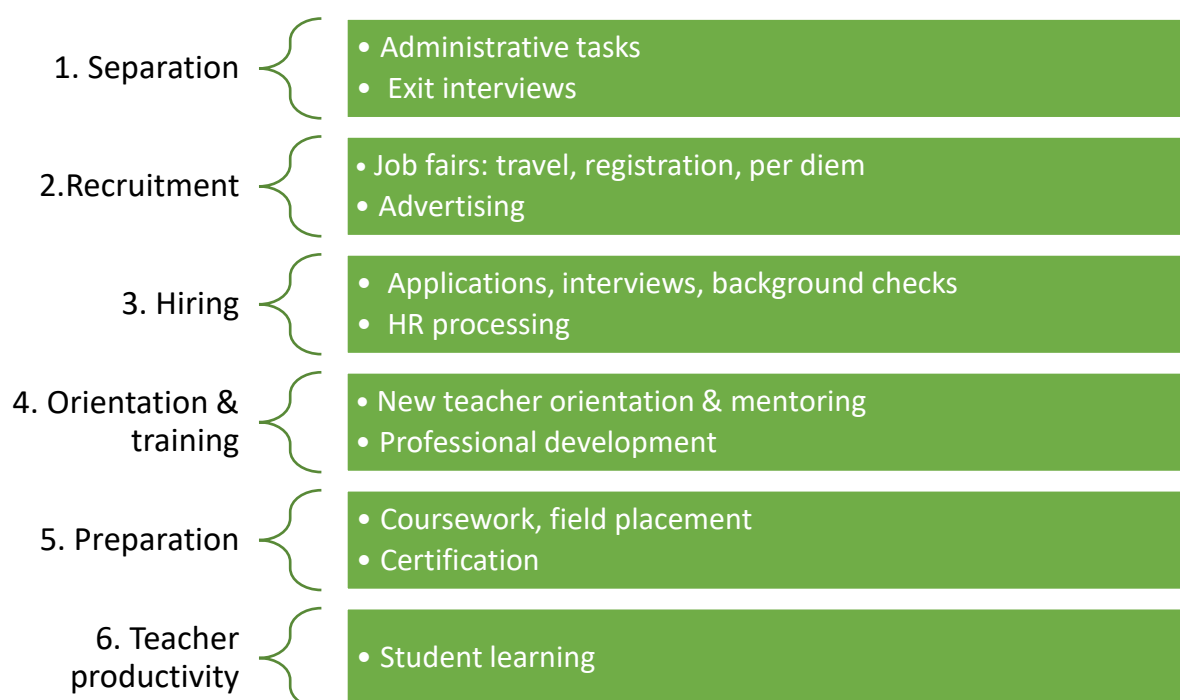 1. Separation
• Administrative tasks
• Exit interviews
2.Recruitment
• Job fairs: travel, registration, per diem
• Advertising
3. Hiring
• Applications, interviews, background checks
• HR processing
4. Orientation &
training
• New teacher orientation & mentoring
• Professional development
5. Preparation
• Coursework, field placement
• Certification
6. Teacher
productivity
• Student learning